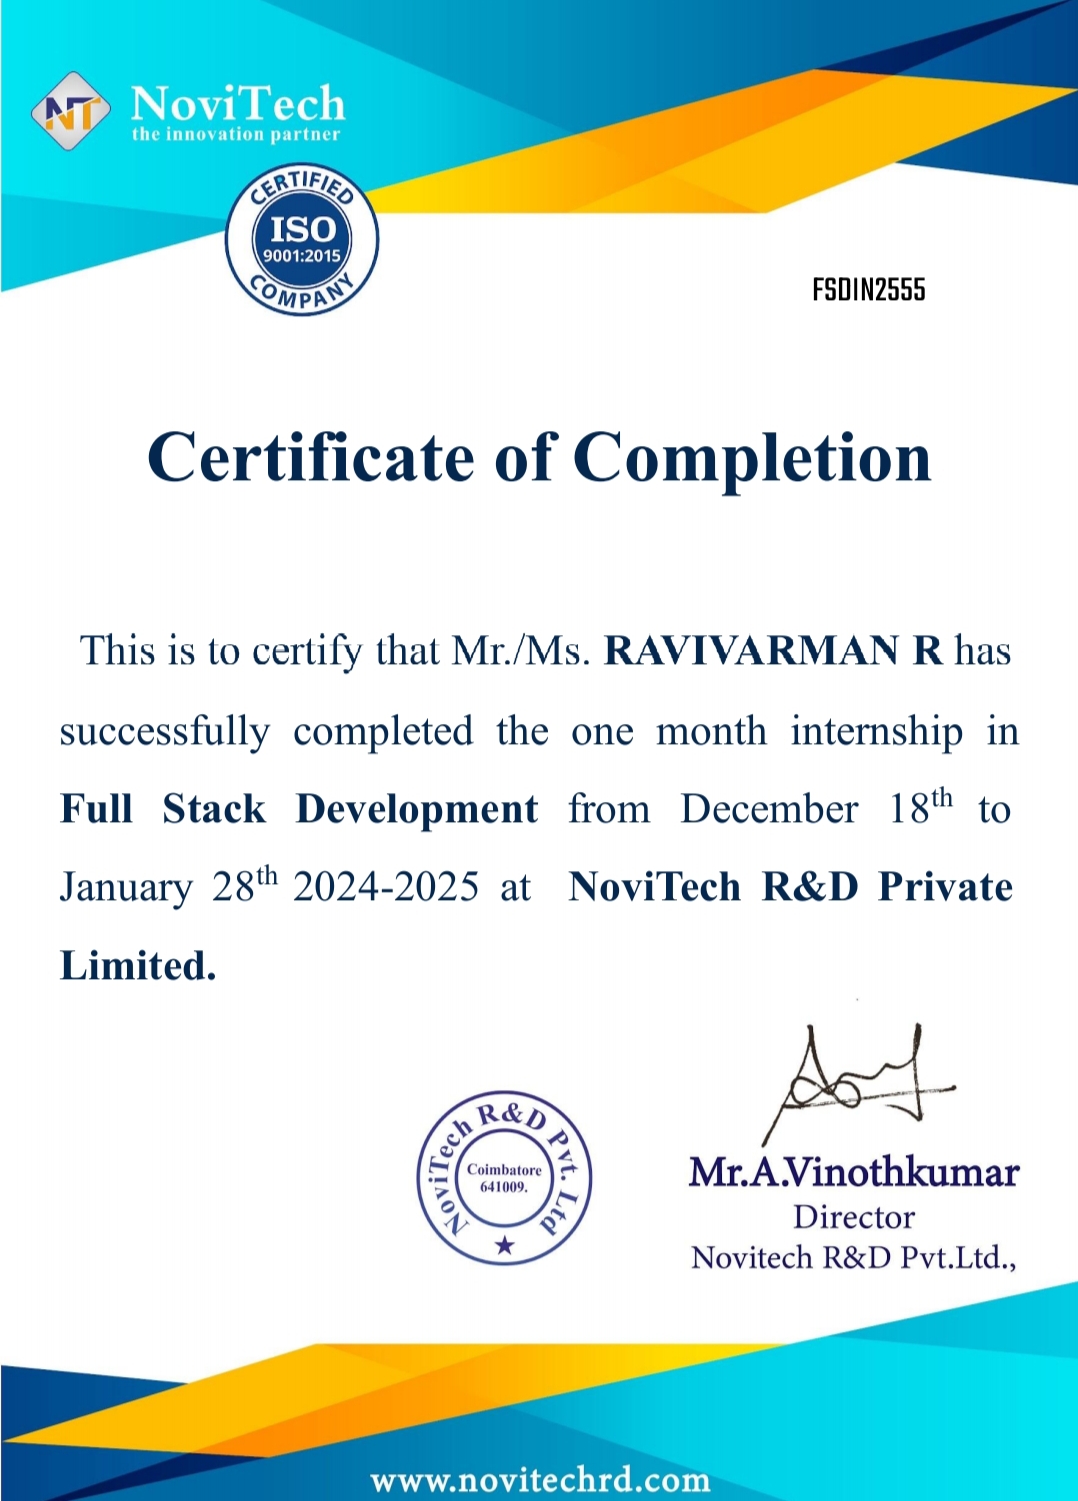 NT
NoviTech
the innovation partner
CERTIFIED
ISO
9001:2015
COMPANY
FSDIN2555
Certificate of Completion
This is to certify that Mr./Ms. RAVIVARMAN R has
successfully completed the one month internship in
Full Stack Development from December 18th to
January 28th 2024-2025 at NoviTech R&D Private
Limited.
NoviTech R&D Pvt. Ltd
Coimbatore
641009.
Mr.A.Vinothkumar
Director
Novitech R&D Pvt.Ltd.,
www.novitechrd.com